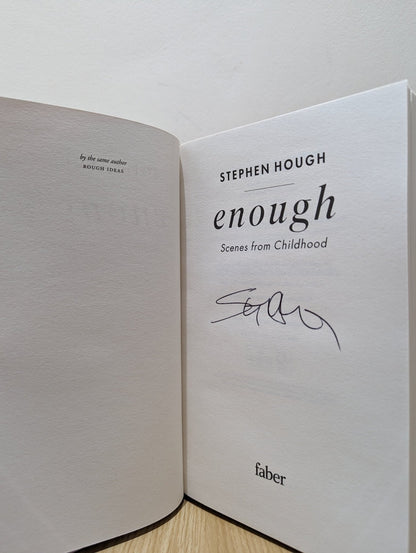 by the same author
ROUGH IDEAS
STEPHEN HOUGH
enough
Scenes from Childhood
faber